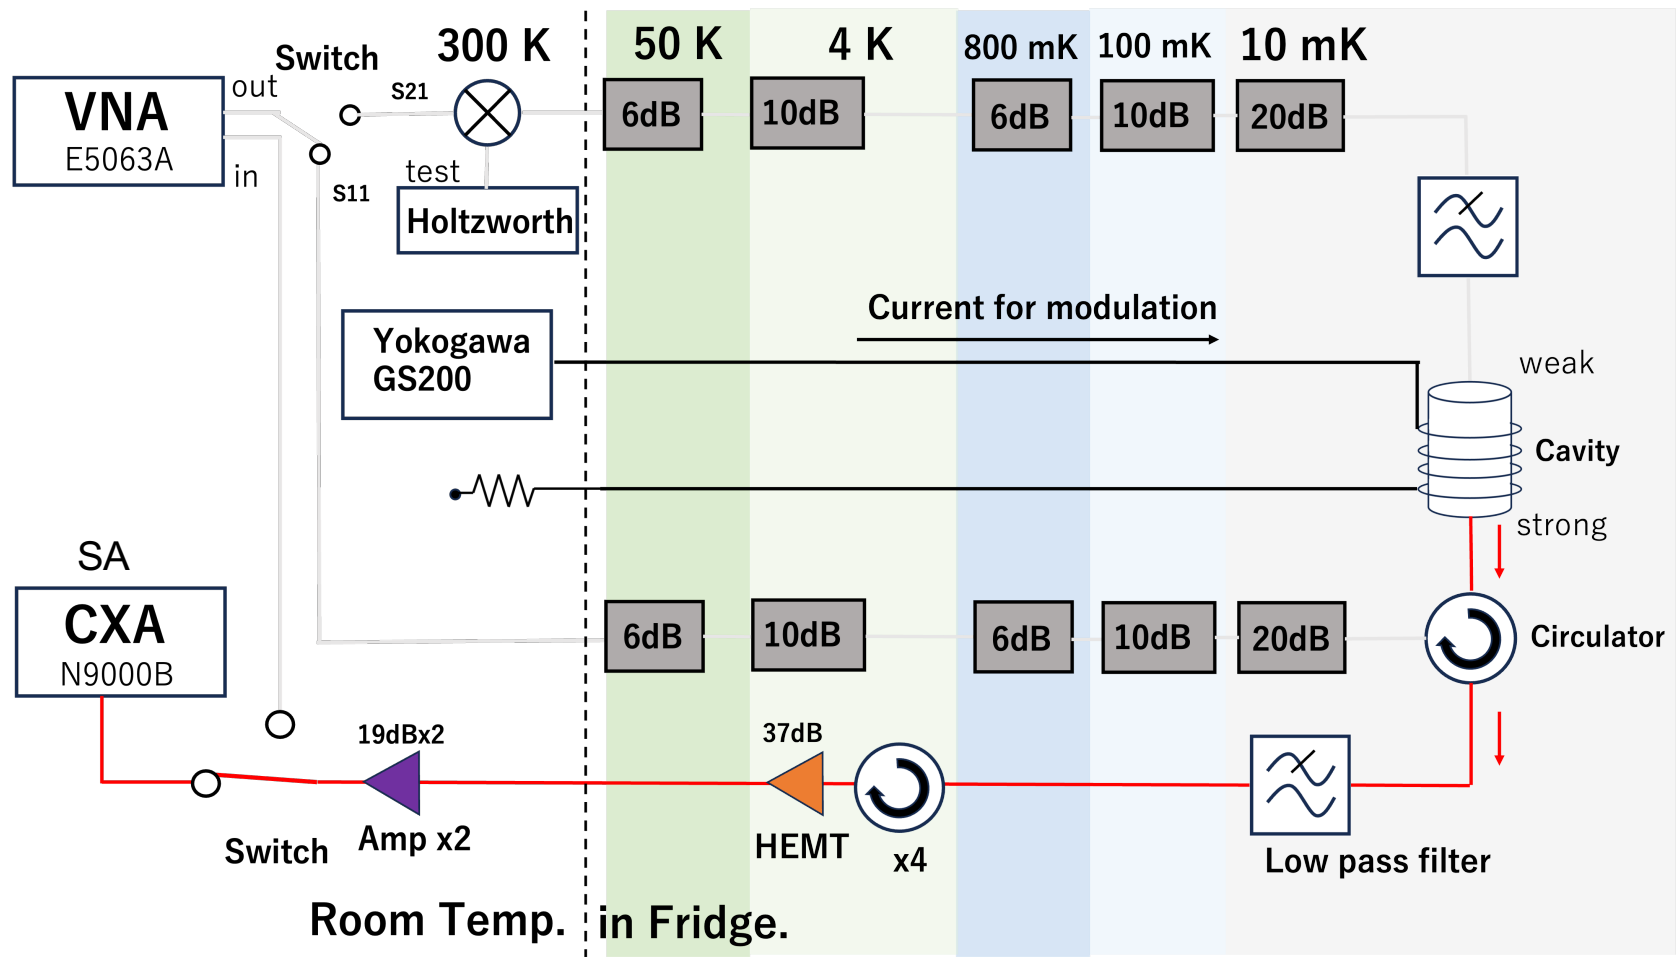 300 K
50 K
4 K
800 mK
100 mK
10 mK
Switch
out
S21
VNA
E5063A
in
S11
test
Holtzworth
6dB
10dB
6dB
10dB
20dB
Current for modulation
Yokogawa
GS200
weak
Cavity
strong
SA
CXA
N9000B
6dB
10dB
6dB
10dB
20dB
Circulator
19dBx2
37dB
Amp x2
HEMT
x4
Switch
Low pass filter
Room Temp.
in Fridge.